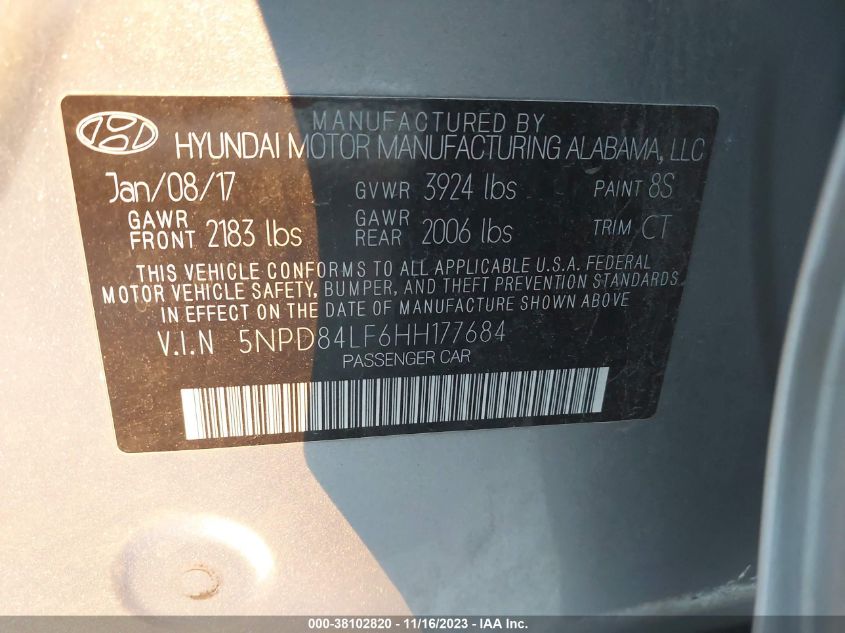 MANUFACTURED BY
HYUNDAI MOTOR MANUFACTURING ALABAMA, LLC
Jan/08/17 GVWR 3924 lbs PAINT 8S
GAWR FRONT 2183 lbs GAWR REAR 2006 lbs TRIM CT
THIS VEHICLE CONFORMS TO ALL APPLICABLE U.S.A. FEDERAL
MOTOR VEHICLE SAFETY, BUMPER, AND THEFT PREVENTION STANDARDS
IN EFFECT ON THE DATE OF MANUFACTURE SHOWN ABOVE
V.I.N 5NPD84LF6HH177684
PASSENGER CAR
000-38102820 - 11/16/2023 - IAA Inc.